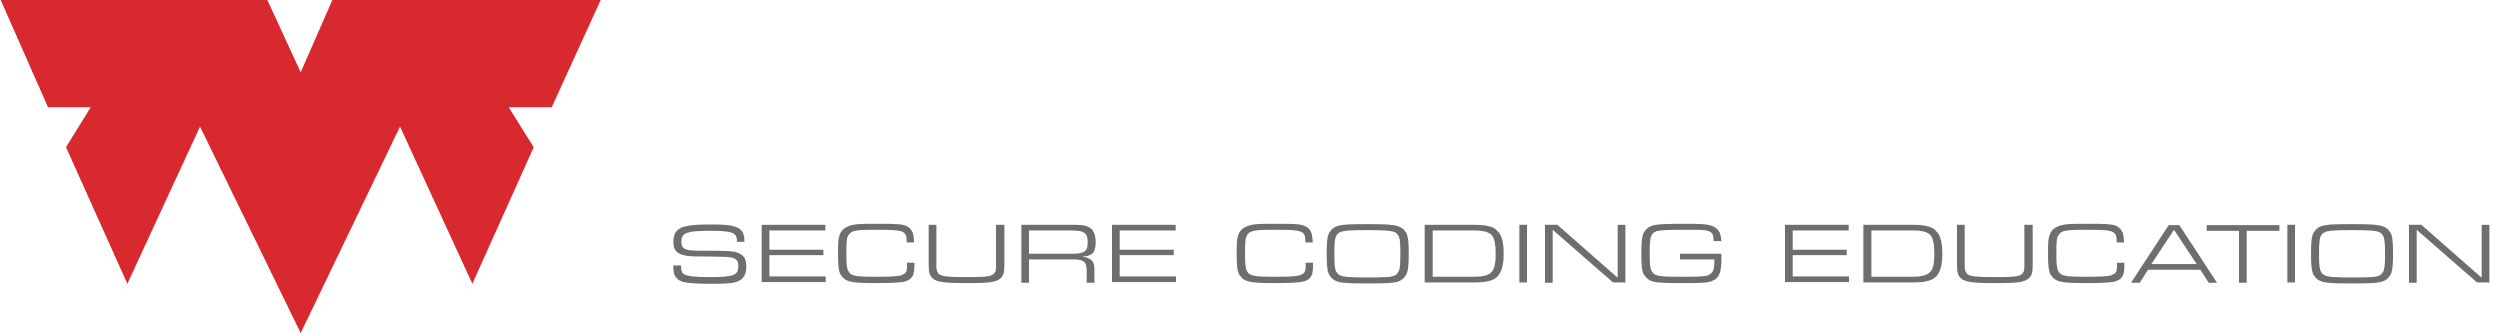 SECURE CODING EDUCATION